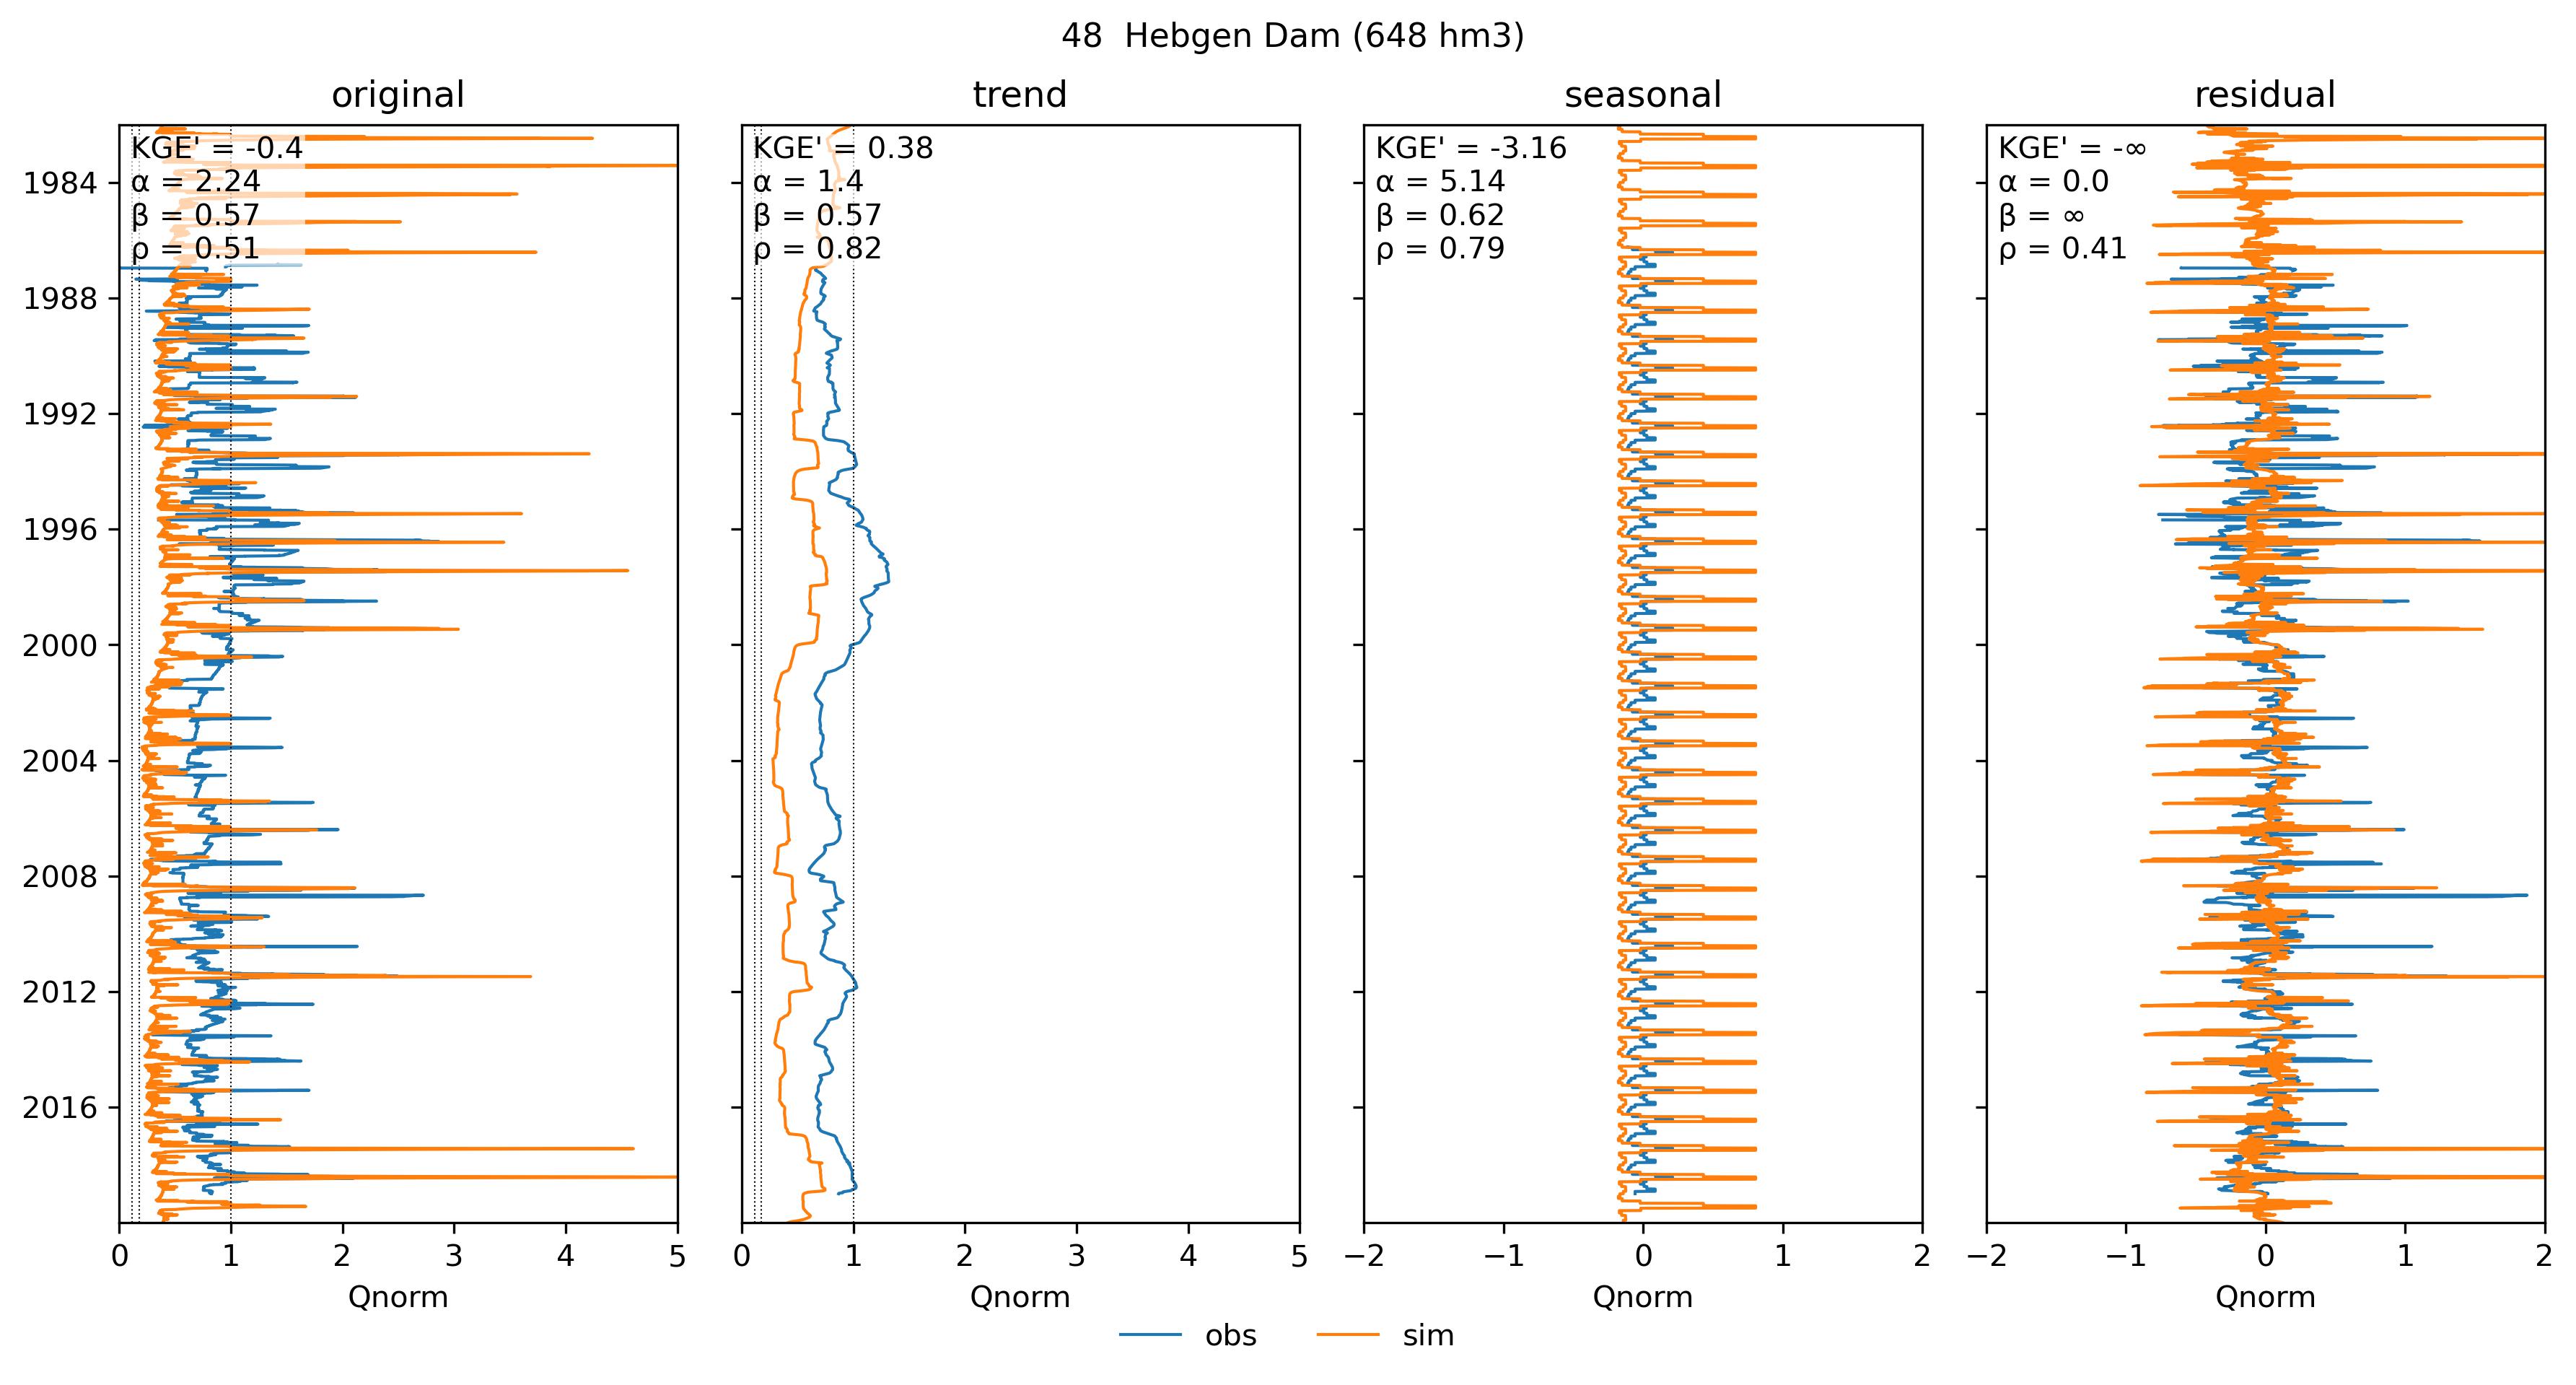 48  Hebgen Dam (648 hm3)
original
trend
seasonal
residual
KGE' = -0.4
α = 2.24
β = 0.57
ρ = 0.51
KGE' = 0.38
α = 1.4
β = 0.57
ρ = 0.82
KGE' = -3.16
α = 5.14
β = 0.62
ρ = 0.79
KGE' = -∞
α = 0.0
β = ∞
ρ = 0.41
1984
1988
1992
1996
2000
2004
2008
2012
2016
0 1 2 3 4 5
0 1 2 3 4 5
−2 −1 0 1 2
−2 −1 0 1 2
Qnorm
Qnorm
Qnorm
Qnorm
obs
sim